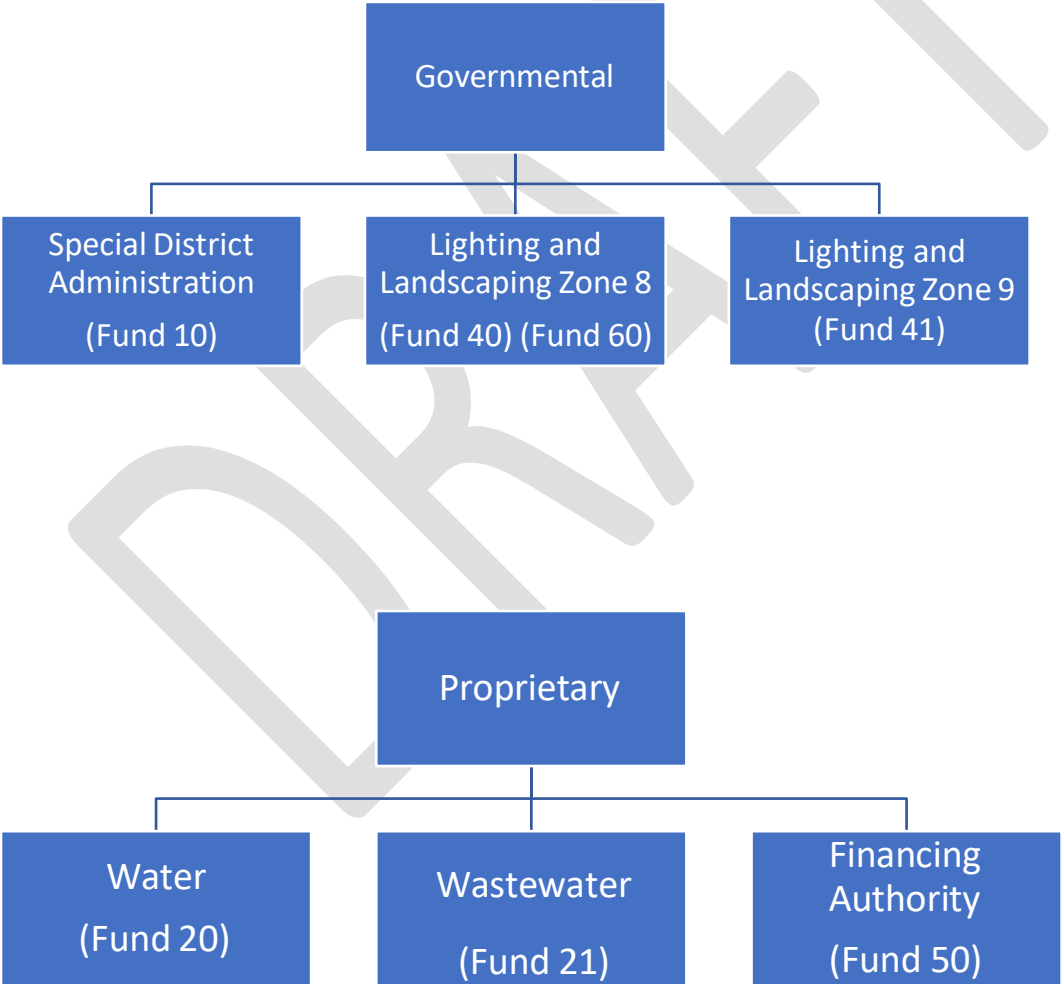 Governmental
Special District
Administration
(Fund 10)
Lighting and
Landscaping Zone 8
(Fund 40) (Fund 60)
Lighting and
Landscaping Zone 9
(Fund 41)
DRAFT
Proprietary
Water
(Fund 20)
Wastewater
(Fund 21)
Financing
Authority
(Fund 50)